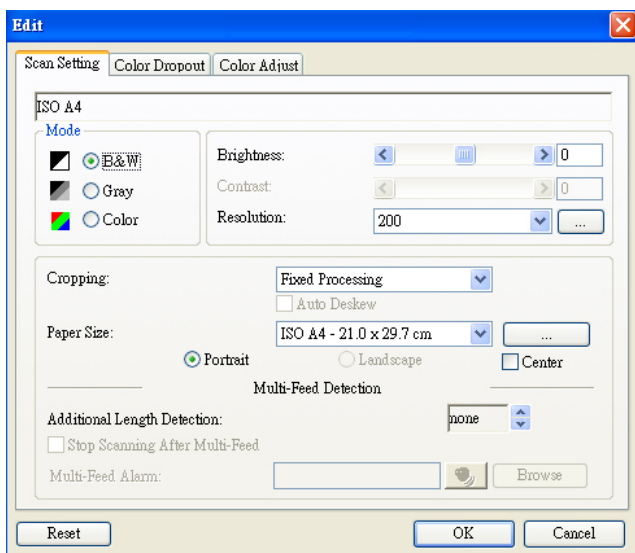 Edit
Scan Setting Color Dropout Color Adjust
ISO A4
Mode
B&W
Gray
Color
Brightness: 0
Contrast: 0
Resolution: 200 ...
Cropping: Fixed Processing
Auto Deskew
Paper Size: ISO A4 - 21.0 x 29.7 cm ...
Portrait Landscape Center
Multi-Feed Detection
Additional Length Detection: none
Stop Scanning After Multi-Feed
Multi-Feed Alarm: Browse
Reset OK Cancel